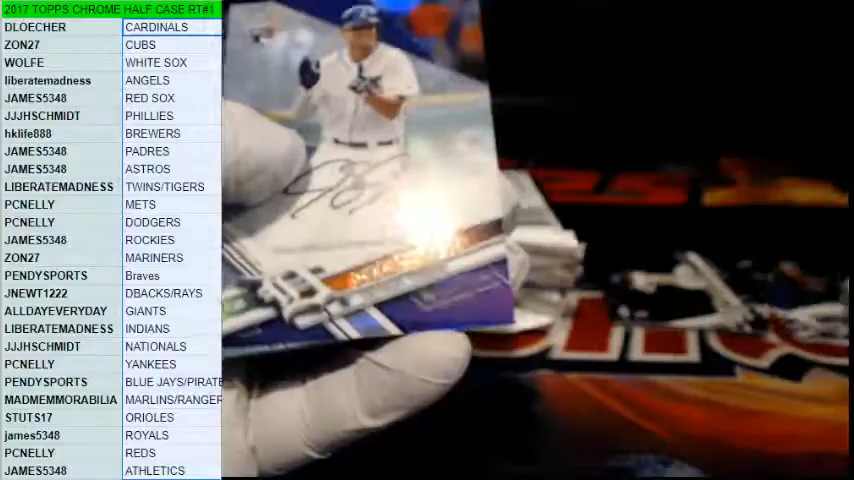 2017 TOPPS CHROME HALF CASE RT#1
DLOECHER CARDINALS
ZON27 CUBS
WOLFE WHITE SOX
liberatemadness ANGELS
JAMES5348 RED SOX
JJJHSCHMIDT PHILLIES
hklife888 BREWERS
JAMES5348 PADRES
JAMES5348 ASTROS
LIBERATEMADNESS TWINS/TIGERS
PCNELLY METS
PCNELLY DODGERS
JAMES5348 ROCKIES
ZON27 MARINERS
PENDYSPORTS Braves
JNEWT1222 DBACKS/RAYS
ALLDAYEVERYDAY GIANTS
LIBERATEMADNESS INDIANS
JJJHSCHMIDT NATIONALS
PCNELLY YANKEES
PENDYSPORTS BLUE JAYS/PIRATE
MADMEMMORABILIA MARLINS/RANGER
STUTS17 ORIOLES
james5348 ROYALS
PCNELLY REDS
JAMES5348 ATHLETICS